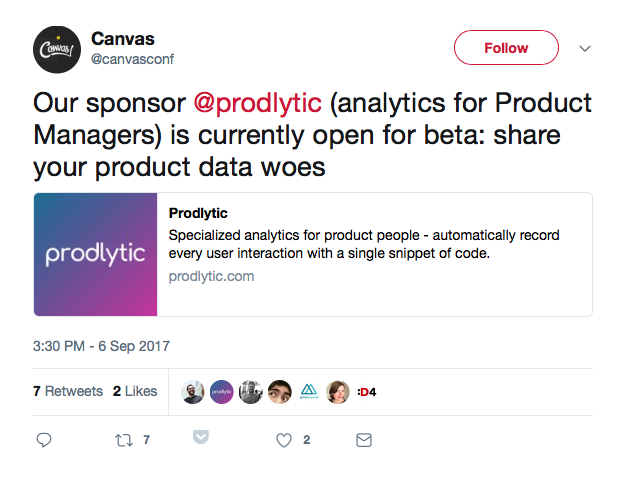 Canvas
@canvasconf
Follow
Our sponsor @prodlytic (analytics for Product
Managers) is currently open for beta: share
your product data woes
prodlytic
Prodlytic
Specialized analytics for product people - automatically record
every user interaction with a single snippet of code.
prodlytic.com
3:30 PM - 6 Sep 2017
7 Retweets 2 Likes
:D4
7
2